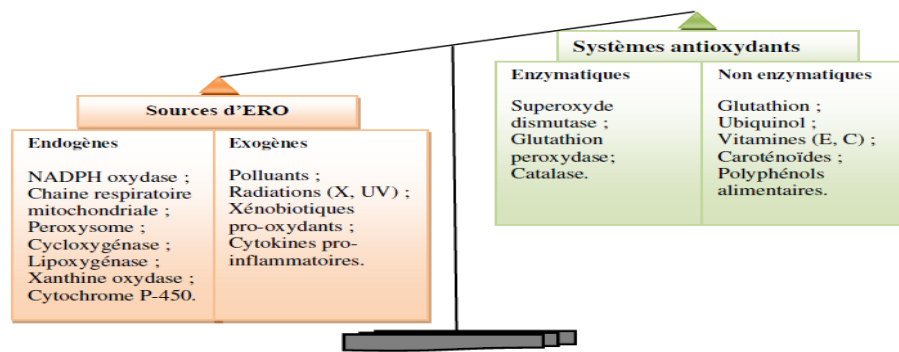 Sources d'ERO
Endogènes
NADPH oxydase ;
Chaine respiratoire
mitochondriale ;
Peroxysome ;
Cycloxygénase ;
Lipoxygénase ;
Xanthine oxydase ;
Cytochrome P-450.
Exogènes
Polluants ;
Radiations (X, UV) ;
Xénobiotiques
pro-oxydants ;
Cytokines pro-
inflammatoires.
Systèmes antioxydants
Enzymatiques
Superoxyde
dismutase ;
Glutathion
peroxydase;
Catalase.
Non enzymatiques
Glutathion ;
Ubiquinol ;
Vitamines (E, C) ;
Caroténoïdes ;
Polyphénols
alimentaires.